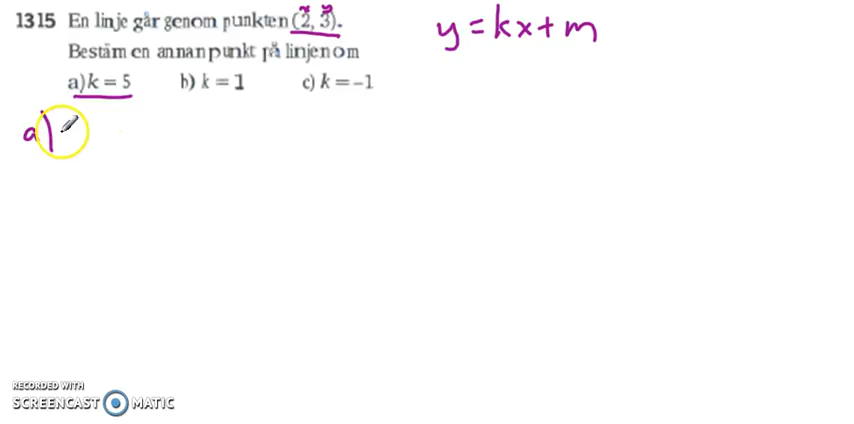 1315 En linje går genom punkten (2, 3).
x y
y = kx + m
Bestäm en annan punkt på linjen om
a) k = 5 b) k = 1 c) k = -1
a)
RECORDED WITH
SCREENCAST MATIC